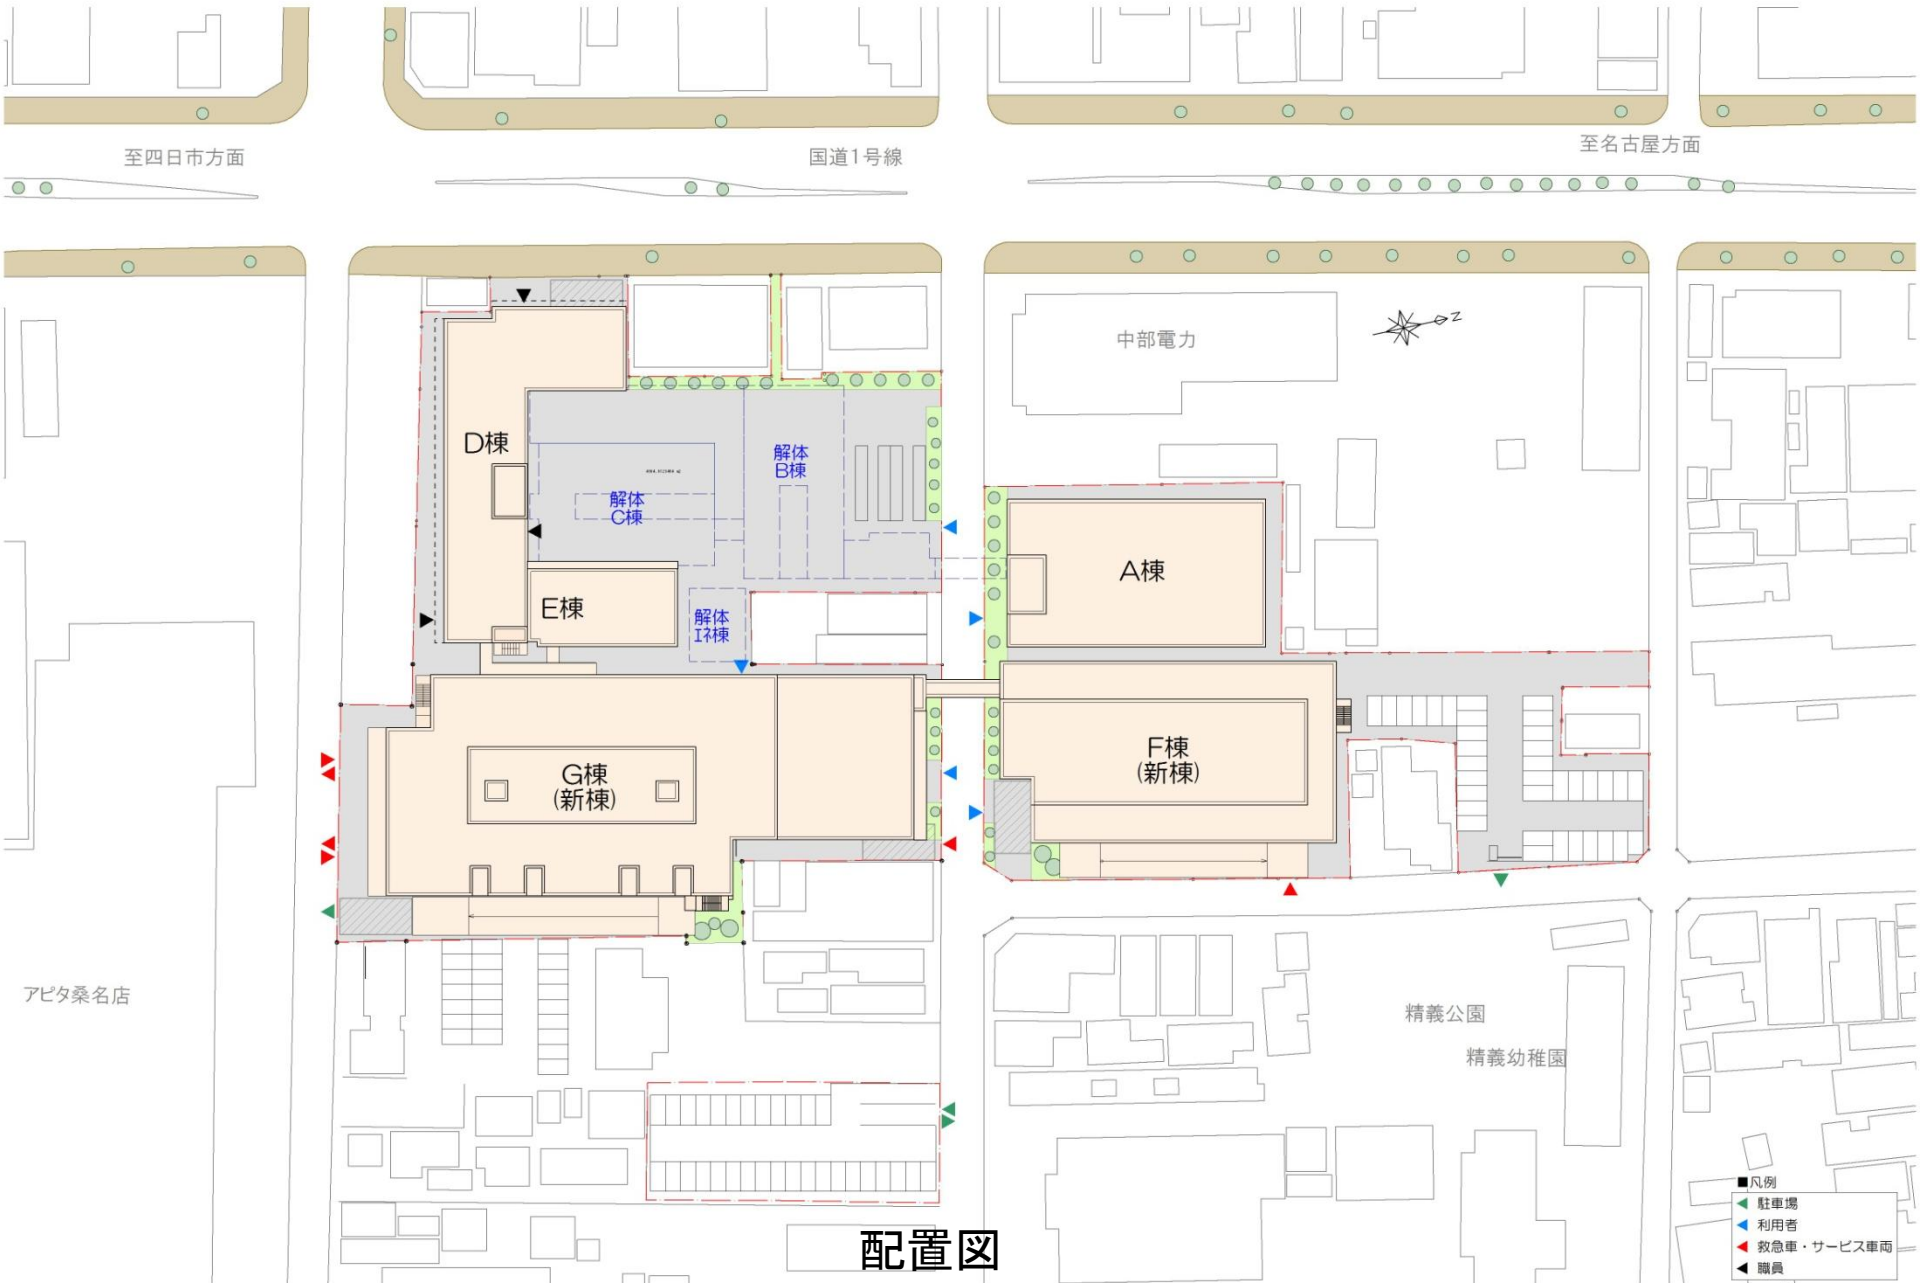 至四日市方面
国道1号線
至名古屋方面
中部電力
Z
D棟
解体
B棟
解体
C棟
A棟
E棟
解体
エネ棟
G棟
(新棟)
F棟
(新棟)
アピタ桑名店
精義公園
精義幼稚園
■凡例
駐車場
利用者
救急車・サービス車両
職員
配置図